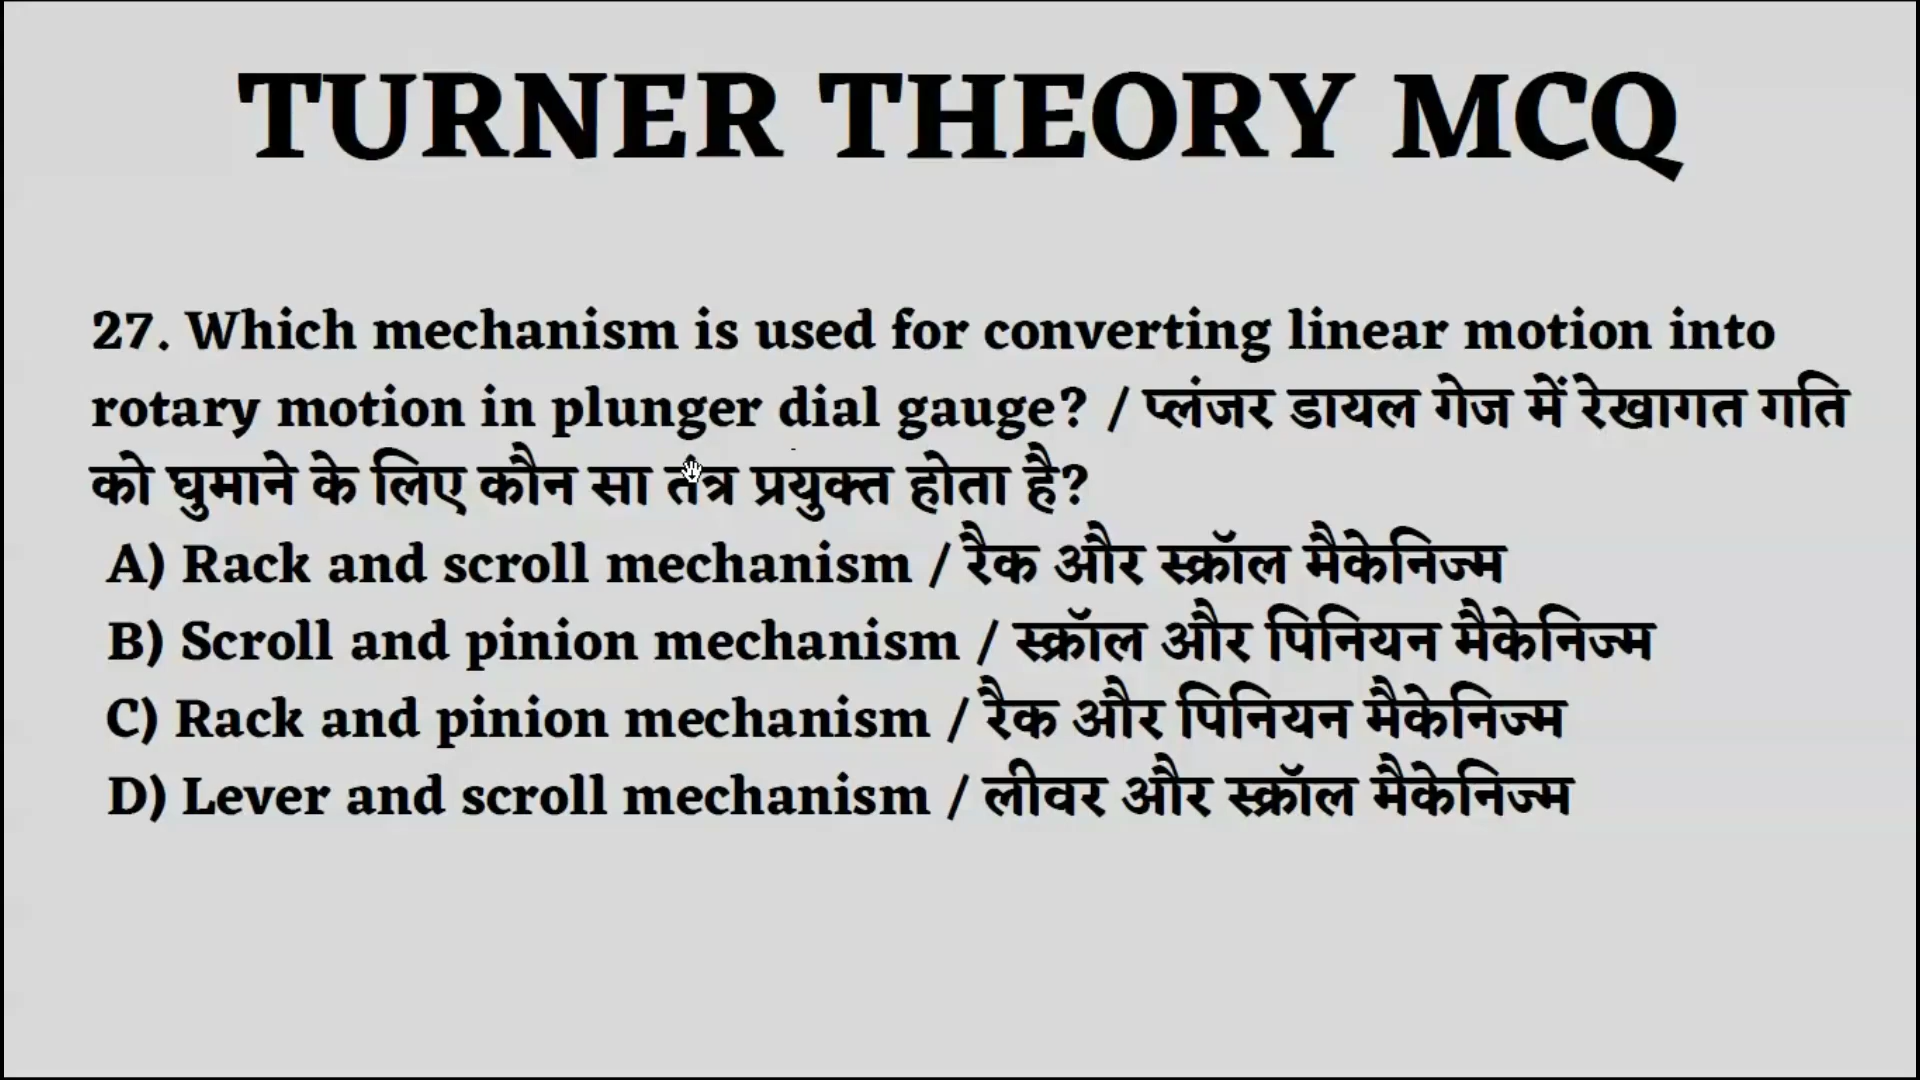 TURNER THEORY MCQ
27. Which mechanism is used for converting linear motion into
rotary motion in plunger dial gauge? / प्लंजर डायल गेज में रेखागत गति
को घुमाने के लिए कौन सा तंत्र प्रयुक्त होता है?
A) Rack and scroll mechanism / रैक और स्क्रॉल मैकेनिज्म
B) Scroll and pinion mechanism / स्क्रॉल और पिनियन मैकेनिज्म
C) Rack and pinion mechanism / रैक और पिनियन मैकेनिज्म
D) Lever and scroll mechanism / लीवर और स्क्रॉल मैकेनिज्म